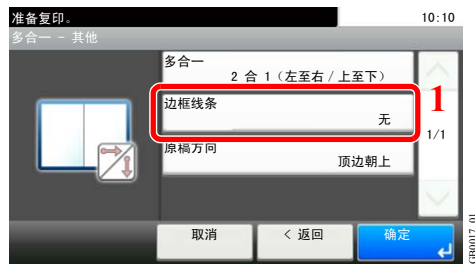 准备复印。 10:10
多合一 - 其他
多合一
2 合 1（左至右 / 上至下）
边框线条
无
1
1/1
原稿方向
顶边朝上
取消
< 返回
确定
GB0017_01